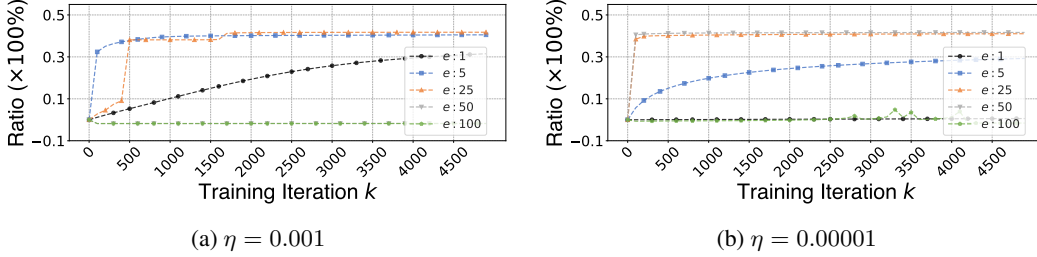 Ratio (×100%)
0.5
0.3
0.1
−0.1
0
500
1000
1500
2000
2500
3000
3500
4000
4500
Training Iteration k
e:1
e:5
e:25
e:50
e:100
(a) η = 0.001
Ratio (×100%)
0.5
0.3
0.1
−0.1
0
500
1000
1500
2000
2500
3000
3500
4000
4500
Training Iteration k
e:1
e:5
e:25
e:50
e:100
(b) η = 0.00001